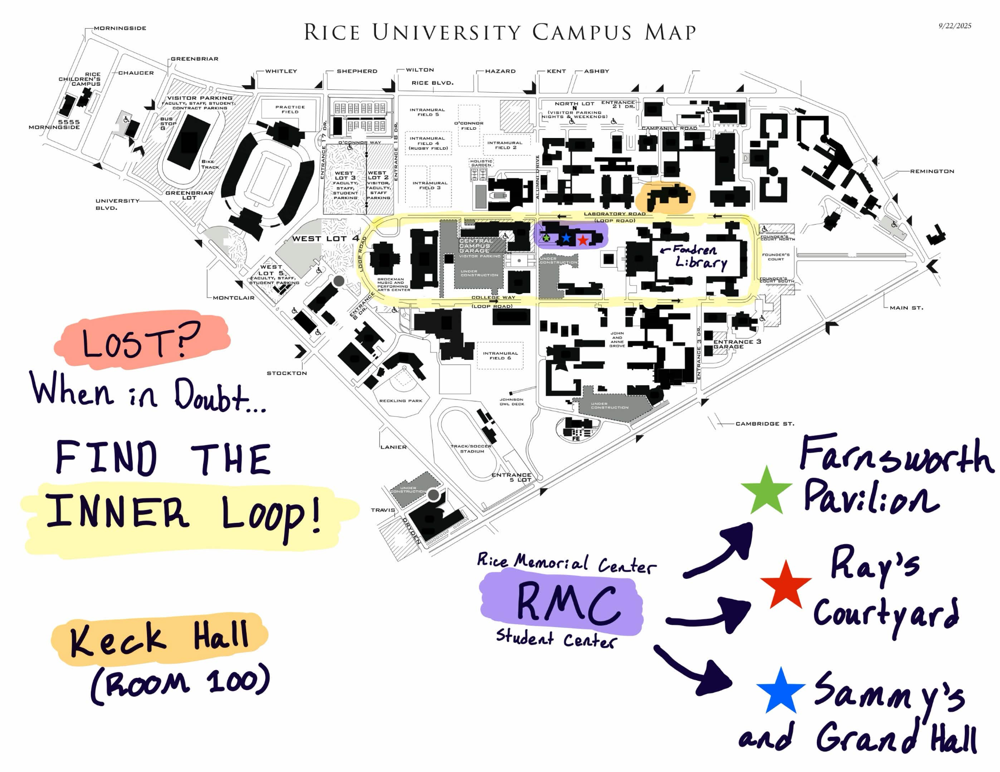 RICE UNIVERSITY CAMPUS MAP
9/22/2025
MORNINGSIDE
GREENBRIAR
CHAUCER
WHITLEY
SHEPHERD
WILTON
RICE BLVD.
HAZARD
KENT
ASHBY
RICE
CHILDREN'S
CAMPUS
5555
MORNINGSIDE
VISITOR PARKING
FACULTY, STAFF, STUDENT,
CONTRACT PARKING
BUS
STOP
G
BIKE
TRACK
GREENBRIAR
LOT
UNIVERSITY
BLVD.
PRACTICE
FIELD
ENTRANCE 17 DR.
O'CONNOR WAY
WEST
LOT 3
FACULTY,
STAFF,
STUDENT
PARKING
WEST
LOT 2
VISITOR,
FACULTY,
STAFF
PARKING
ENTRANCE 18 DR.
INTRAMURAL
FIELD 5
O'CONNOR
FIELD
INTRAMURAL
FIELD 4
(RUGBY FIELD)
INTRAMURAL
FIELD 2
HOLISTIC
GARDEN
INTRAMURAL
FIELD 3
ALUMNI DRIVE
NORTH LOT
N
(VISITOR PARKING
NIGHTS & WEEKENDS)
ENTRANCE
21 DR.
CAMPANILE ROAD
REMINGTON
LABORATORY ROAD
(LOOP ROAD)
WEST LOT 4
LOOP ROAD
CENTRAL
CAMPUS
GARAGE
VISITOR PARKING
UNDER
CONSTRUCTION
UNDER
CONSTRUCTION
Fondren
Library
FOUNDER'S
COURT NORTH
FOUNDER'S
COURT
FOUNDER'S
COURT SOUTH
WEST
LOT 5
FACULTY, STAFF,
STUDENT PARKING
BROCKMAN
MUSIC AND
PERFORMING
ARTS CENTER
COLLEGE WAY
(LOOP ROAD)
MONTCLAIR
ENTRANCE
8 DR.
MAIN ST.
JOHN
AND
ANNE
GROVE
ENTRANCE 3 DR.
ENTRANCE 3
GARAGE
INTRAMURAL
FIELD 6
STOCKTON
RECKLING PARK
JOHNSON
OWL DECK
UNDER
CONSTRUCTION
CAMBRIDGE ST.
FE
LANIER
TRACK/SOCCER
STADIUM
ENTRANCE
5 LOT
UNDER
CONSTRUCTION
TRAVIS
DRYDEN
LOST?
When in Doubt...
FIND THE
INNER LOOP!
Keck Hall
(ROOM 100)
Rice Memorial Center
RMC
Student Center
Farnsworth
Pavilion
Ray's
Courtyard
Sammy's
and Grand Hall